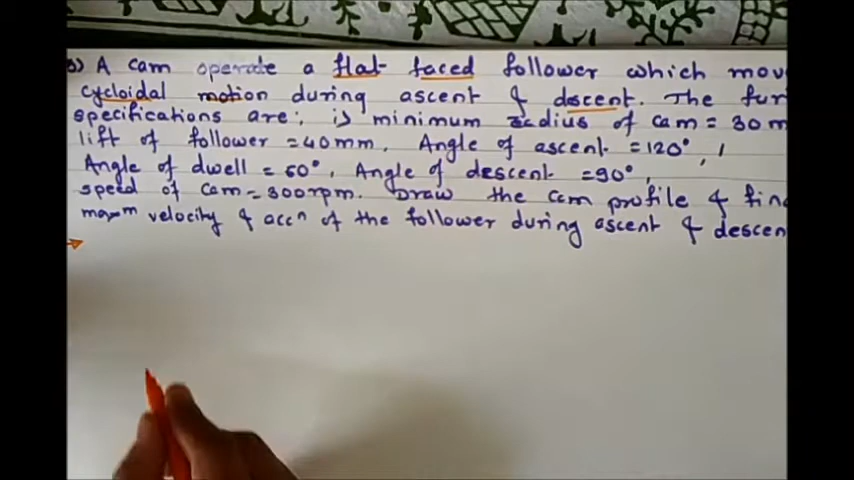 3) A cam operate a flat faced follower which mov
cycloidal motion during ascent & descent. The fur
specifications are: i) minimum radius of cam = 30 m
lift of follower = 40mm, Angle of ascent = 120°,
Angle of dwell = 60°, Angle of descent = 90°,
speed of cam = 300rpm. Draw the cam profile & fin
maxm velocity & accn of the follower during ascent & descen